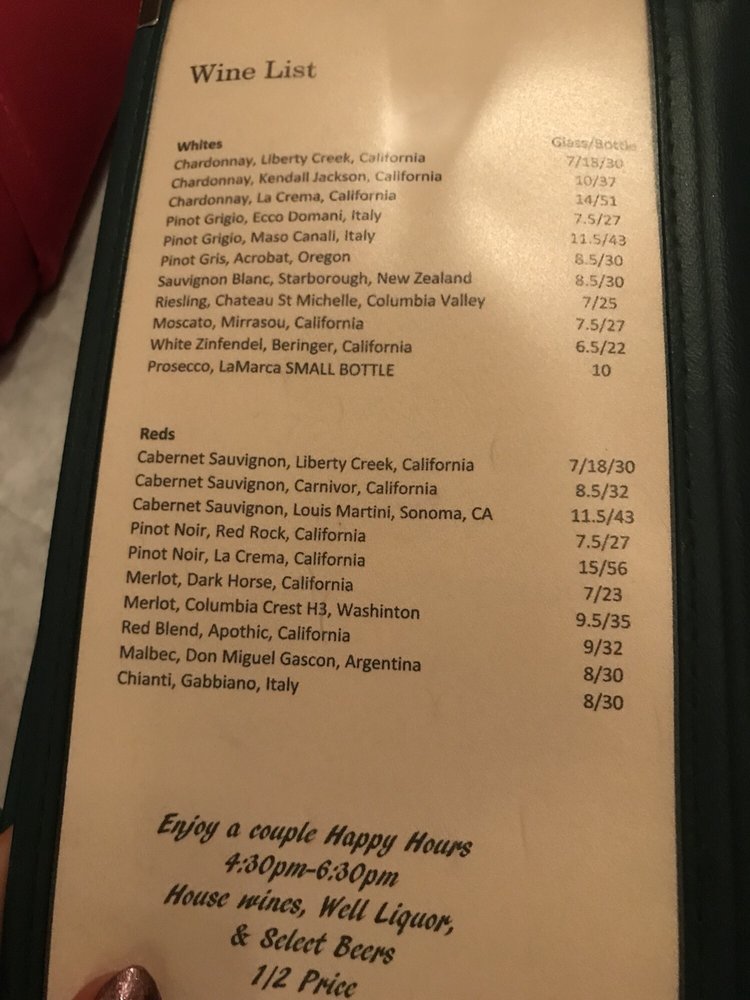 Wine List
Whites Glass/Bottle
Chardonnay, Liberty Creek, California 7/18/30
Chardonnay, Kendall Jackson, California 10/37
Chardonnay, La Crema, California 14/51
Pinot Grigio, Ecco Domani, Italy 7.5/27
Pinot Grigio, Maso Canali, Italy 11.5/43
Pinot Gris, Acrobat, Oregon 8.5/30
Sauvignon Blanc, Starborough, New Zealand 8.5/30
Riesling, Chateau St Michelle, Columbia Valley 7/25
Moscato, Mirrasou, California 7.5/27
White Zinfendel, Beringer, California 6.5/22
Prosecco, LaMarca SMALL BOTTLE 10
Reds
Cabernet Sauvignon, Liberty Creek, California 7/18/30
Cabernet Sauvignon, Carnivor, California 8.5/32
Cabernet Sauvignon, Louis Martini, Sonoma, CA 11.5/43
Pinot Noir, Red Rock, California 7.5/27
Pinot Noir, La Crema, California 15/56
Merlot, Dark Horse, California 7/23
Merlot, Columbia Crest H3, Washinton 9.5/35
Red Blend, Apothic, California 9/32
Malbec, Don Miguel Gascon, Argentina 8/30
Chianti, Gabbiano, Italy 8/30
Enjoy a couple Happy Hours
4:30pm-6:30pm
House wines, Well Liquor,
& Select Beers
1/2 Price